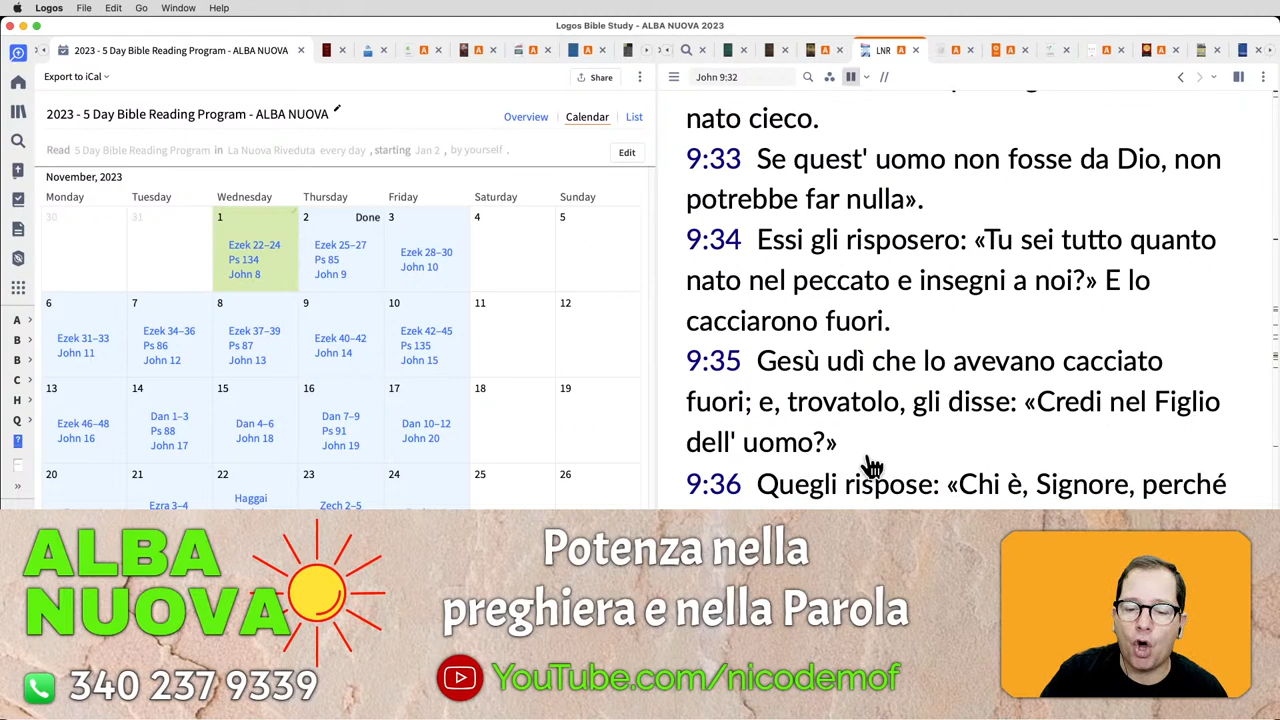 Logos File Edit Go Window Help
Logos Bible Study - ALBA NUOVA 2023
2023 - 5 Day Bible Reading Program - ALBA NUOVA
LNR
Export to iCal
Share
John 9:32
2023 - 5 Day Bible Reading Program - ALBA NUOVA
Overview Calendar List
Read 5 Day Bible Reading Program in La Nuova Riveduta every day , starting Jan 2 , by yourself .
Edit
November, 2023
Monday Tuesday Wednesday Thursday Friday Saturday Sunday
30 31 1 2 Done 3 4 5
Ezek 22–24 Ezek 25–27 Ezek 28–30
Ps 134 Ps 85 John 10
John 8 John 9
6 7 8 9 10 11 12
Ezek 31–33 Ezek 34–36 Ezek 37–39 Ezek 40–42 Ezek 42–45
John 11 Ps 86 Ps 87 John 14 Ps 135
John 12 John 13 John 15
13 14 15 16 17 18 19
Ezek 46–48 Dan 1–3 Dan 4–6 Dan 7–9 Dan 10–12
John 16 Ps 88 John 18 Ps 91 John 20
John 17 John 19
20 21 22 23 24 25 26
Ezra 3–4 Haggai Zech 2–5
A
B
B
C
H
Q
nato cieco.
9:33 Se quest' uomo non fosse da Dio, non
potrebbe far nulla».
9:34 Essi gli risposero: «Tu sei tutto quanto
nato nel peccato e insegni a noi?» E lo
cacciarono fuori.
9:35 Gesù udì che lo avevano cacciato
fuori; e, trovatolo, gli disse: «Credi nel Figlio
dell' uomo?»
9:36 Quegli rispose: «Chi è, Signore, perché
ALBA
NUOVA
340 237 9339
Potenza nella
preghiera e nella Parola
YouTube.com/nicodemof